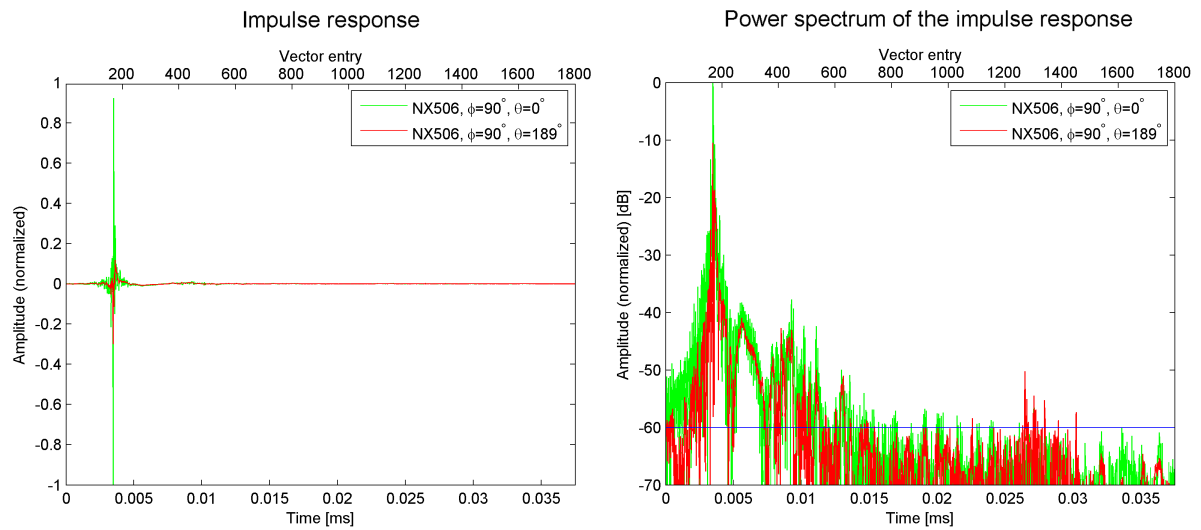 Impulse response
Vector entry
0 200 400 600 800 1000 1200 1400 1600 1800
1
0.8
0.6
0.4
0.2
0
-0.2
-0.4
-0.6
-0.8
-1
Amplitude (normalized)
NX506, ϕ=90°, θ=0°
NX506, ϕ=90°, θ=189°
0 0.005 0.01 0.015 0.02 0.025 0.03 0.035
Time [ms]
Power spectrum of the impulse response
Vector entry
200 400 600 800 1000 1200 1400 1600 1800
0
-10
-20
-30
-40
-50
-60
-70
Amplitude (normalized) [dB]
NX506, ϕ=90°, θ=0°
NX506, ϕ=90°, θ=189°
0 0.005 0.01 0.015 0.02 0.025 0.03 0.035
Time [ms]